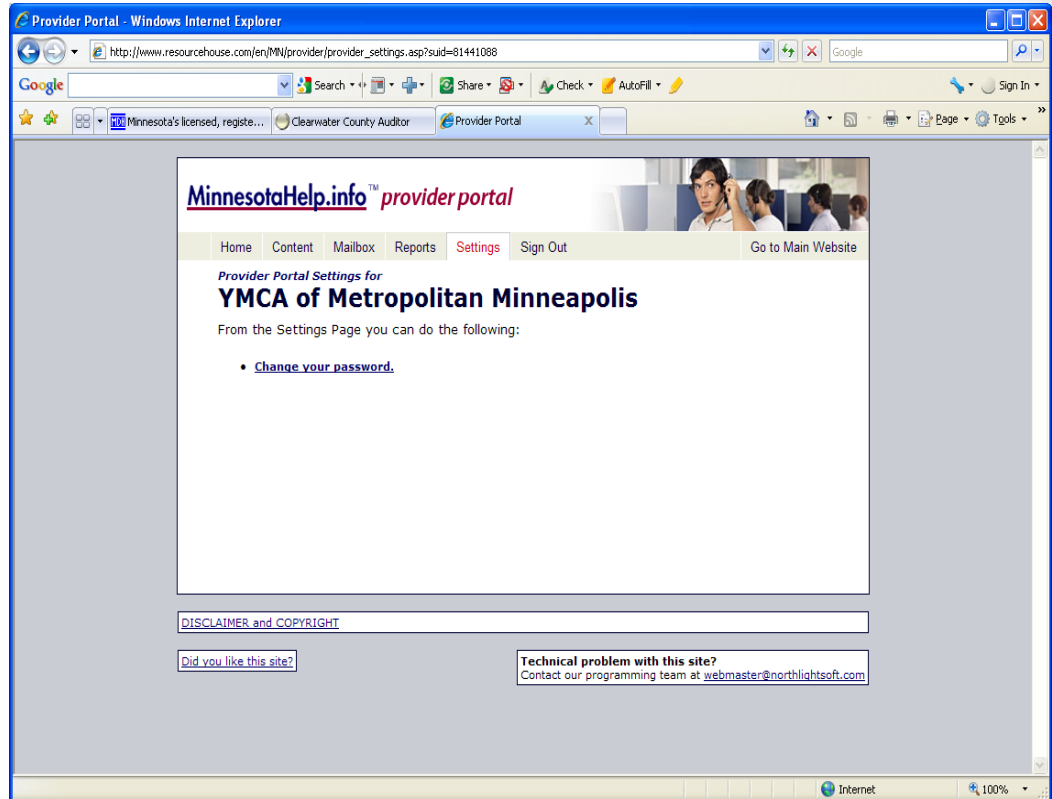 Provider Portal - Windows Internet Explorer
http://www.resourcehouse.com/en/MN/provider/provider_settings.asp?suid=81441088
Google
Google
Search
Share
Check
AutoFill
Sign In
Minnesota's licensed, registe...
Clearwater County Auditor
Provider Portal
X
Page
Tools
»
MinnesotaHelp.info™ provider portal
Home Content Mailbox Reports Settings Sign Out Go to Main Website
Provider Portal Settings for
YMCA of Metropolitan Minneapolis
From the Settings Page you can do the following:
• Change your password.
DISCLAIMER and COPYRIGHT
Did you like this site?
Technical problem with this site?
Contact our programming team at webmaster@northlightsoft.com
Internet
100%